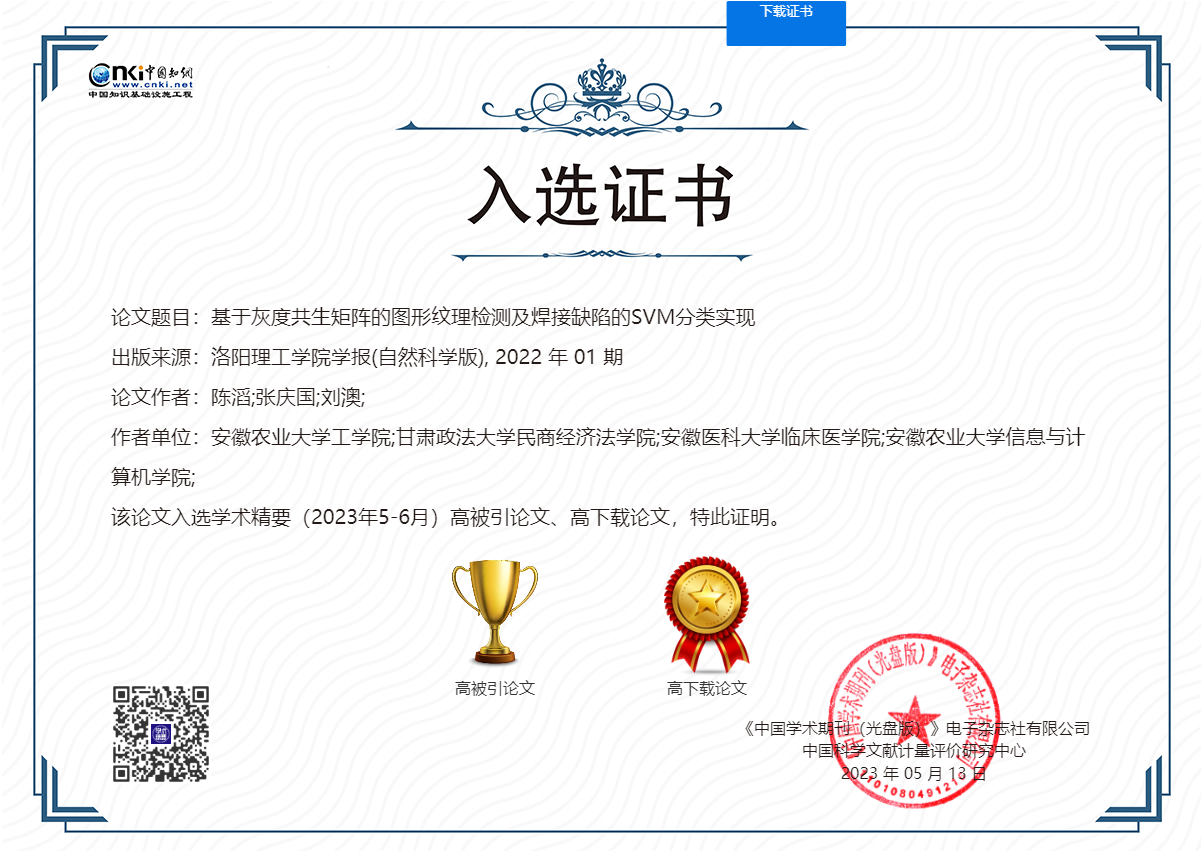 下载证书
cnki中国知网
www.cnki.net
中国知识基础设施工程
入选证书
论文题目：基于灰度共生矩阵的图形纹理检测及焊接缺陷的SVM分类实现
出版来源：洛阳理工学院学报(自然科学版), 2022 年 01 期
论文作者：陈滔;张庆国;刘澳;
作者单位：安徽农业大学工学院;甘肃政法大学民商经济法学院;安徽医科大学临床医学院;安徽农业大学信息与计
算机学院;
该论文入选学术精要（2023年5-6月）高被引论文、高下载论文，特此证明。
高被引论文
高下载论文
《中国学术期刊（光盘版）》电子杂志社有限公司
中国科学文献计量评价研究中心
2023 年 05 月 13 日
《中国学术期刊(光盘版)》电子杂志社有限公司